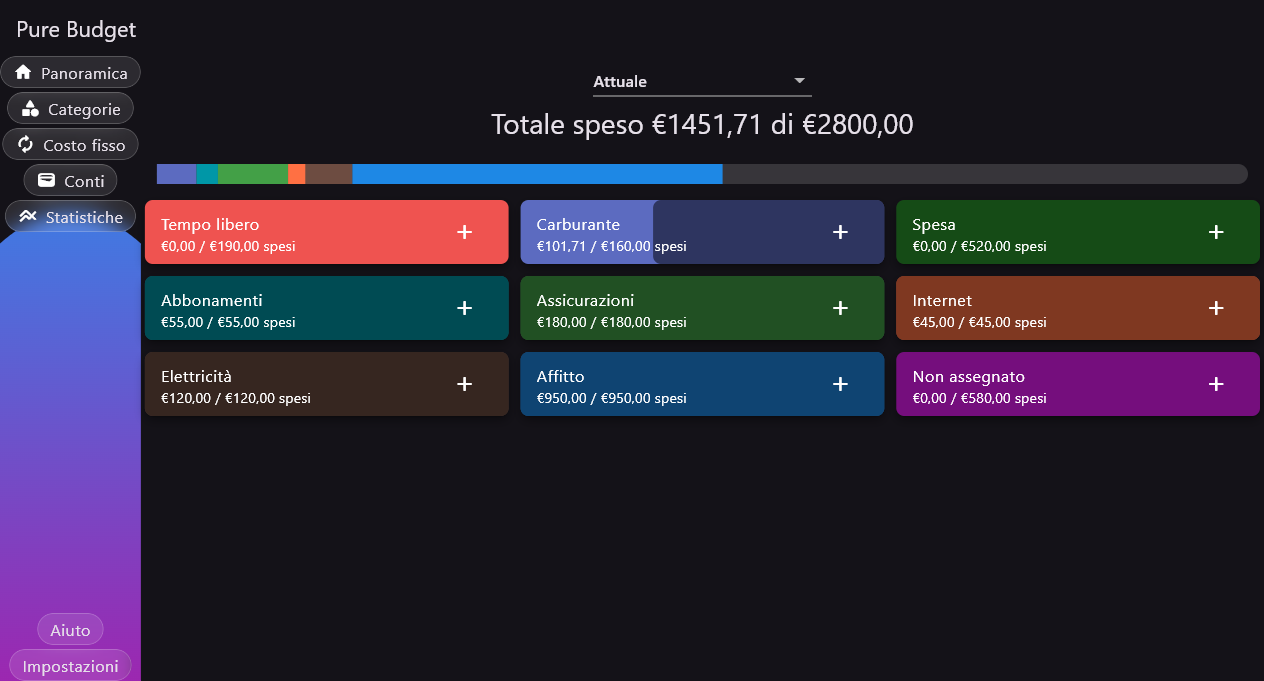 Pure Budget
Panoramica
Categorie
Costo fisso
Conti
Statistiche
Aiuto
Impostazioni
Attuale
Totale speso €1451,71 di €2800,00
Tempo libero
€0,00 / €190,00 spesi
Carburante
€101,71 / €160,00 spesi
Spesa
€0,00 / €520,00 spesi
Abbonamenti
€55,00 / €55,00 spesi
Assicurazioni
€180,00 / €180,00 spesi
Internet
€45,00 / €45,00 spesi
Elettricità
€120,00 / €120,00 spesi
Affitto
€950,00 / €950,00 spesi
Non assegnato
€0,00 / €580,00 spesi